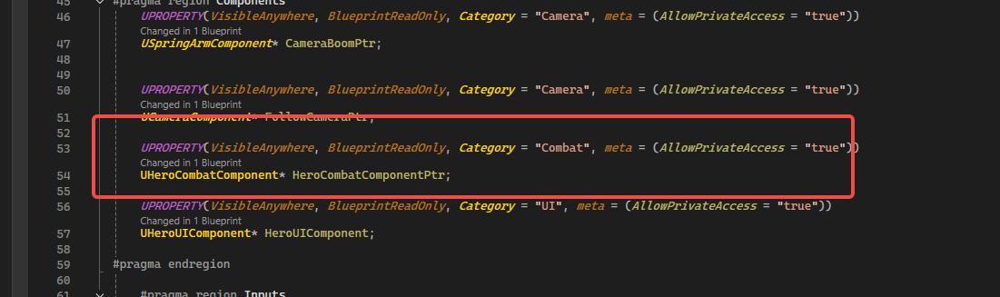 45 #pragma region Components
46 UPROPERTY(VisibleAnywhere, BlueprintReadOnly, Category = "Camera", meta = (AllowPrivateAccess = "true"))
Changed in 1 Blueprint
47 USpringArmComponent* CameraBoomPtr;
48
49
50 UPROPERTY(VisibleAnywhere, BlueprintReadOnly, Category = "Camera", meta = (AllowPrivateAccess = "true"))
Changed in 1 Blueprint
51 UCameraComponent* FollowCameraPtr;
52
53 UPROPERTY(VisibleAnywhere, BlueprintReadOnly, Category = "Combat", meta = (AllowPrivateAccess = "true"))
Changed in 1 Blueprint
54 UHeroCombatComponent* HeroCombatComponentPtr;
55
56 UPROPERTY(VisibleAnywhere, BlueprintReadOnly, Category = "UI", meta = (AllowPrivateAccess = "true"))
Changed in 1 Blueprint
57 UHeroUIComponent* HeroUIComponent;
58
59 #pragma endregion
60
61 #pragma region Inputs